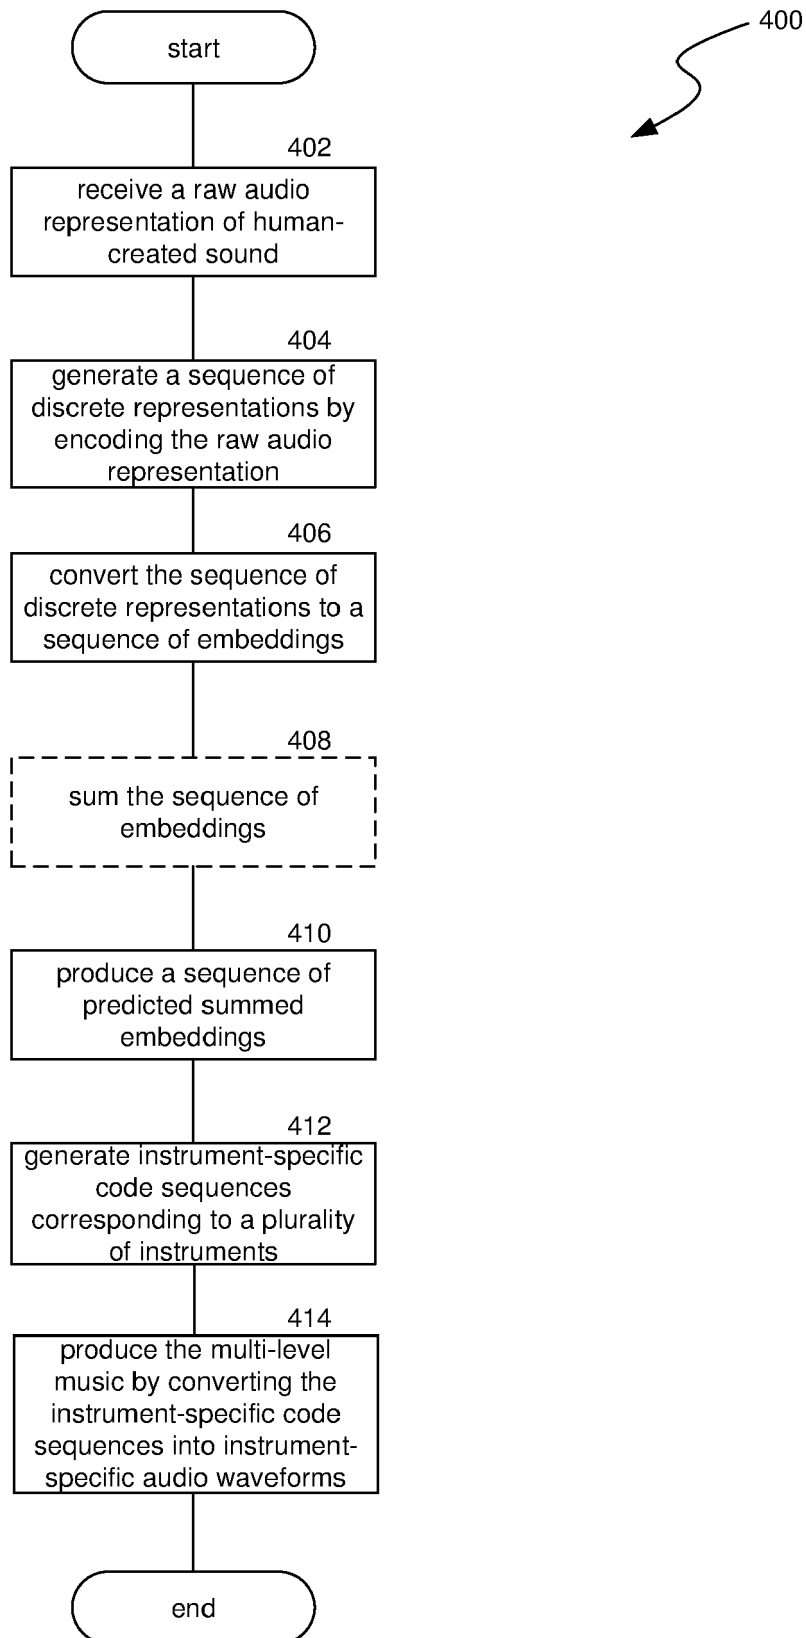 start
400
402
receive a raw audio
representation of human-
created sound
404
generate a sequence of
discrete representations by
encoding the raw audio
representation
406
convert the sequence of
discrete representations to a
sequence of embeddings
408
sum the sequence of
embeddings
410
produce a sequence of
predicted summed
embeddings
412
generate instrument-specific
code sequences
corresponding to a plurality
of instruments
414
produce the multi-level
music by converting the
instrument-specific code
sequences into instrument-
specific audio waveforms
end